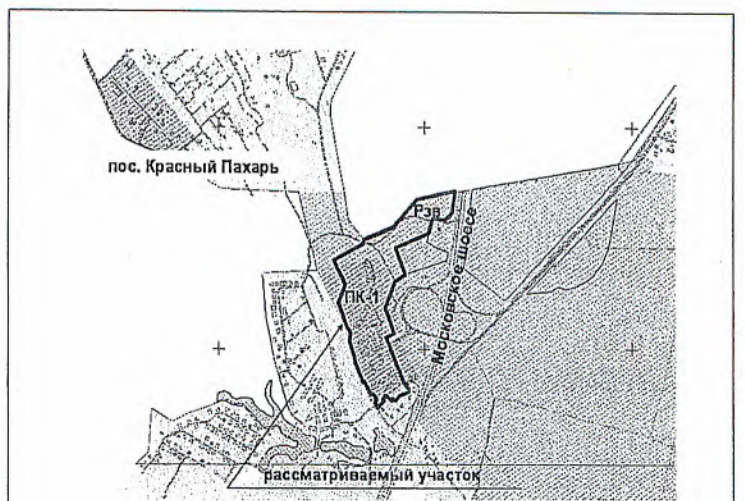 пос. Красный Пахарь
Рзв
Московское шоссе
ПК-1
рассматриваемый участок